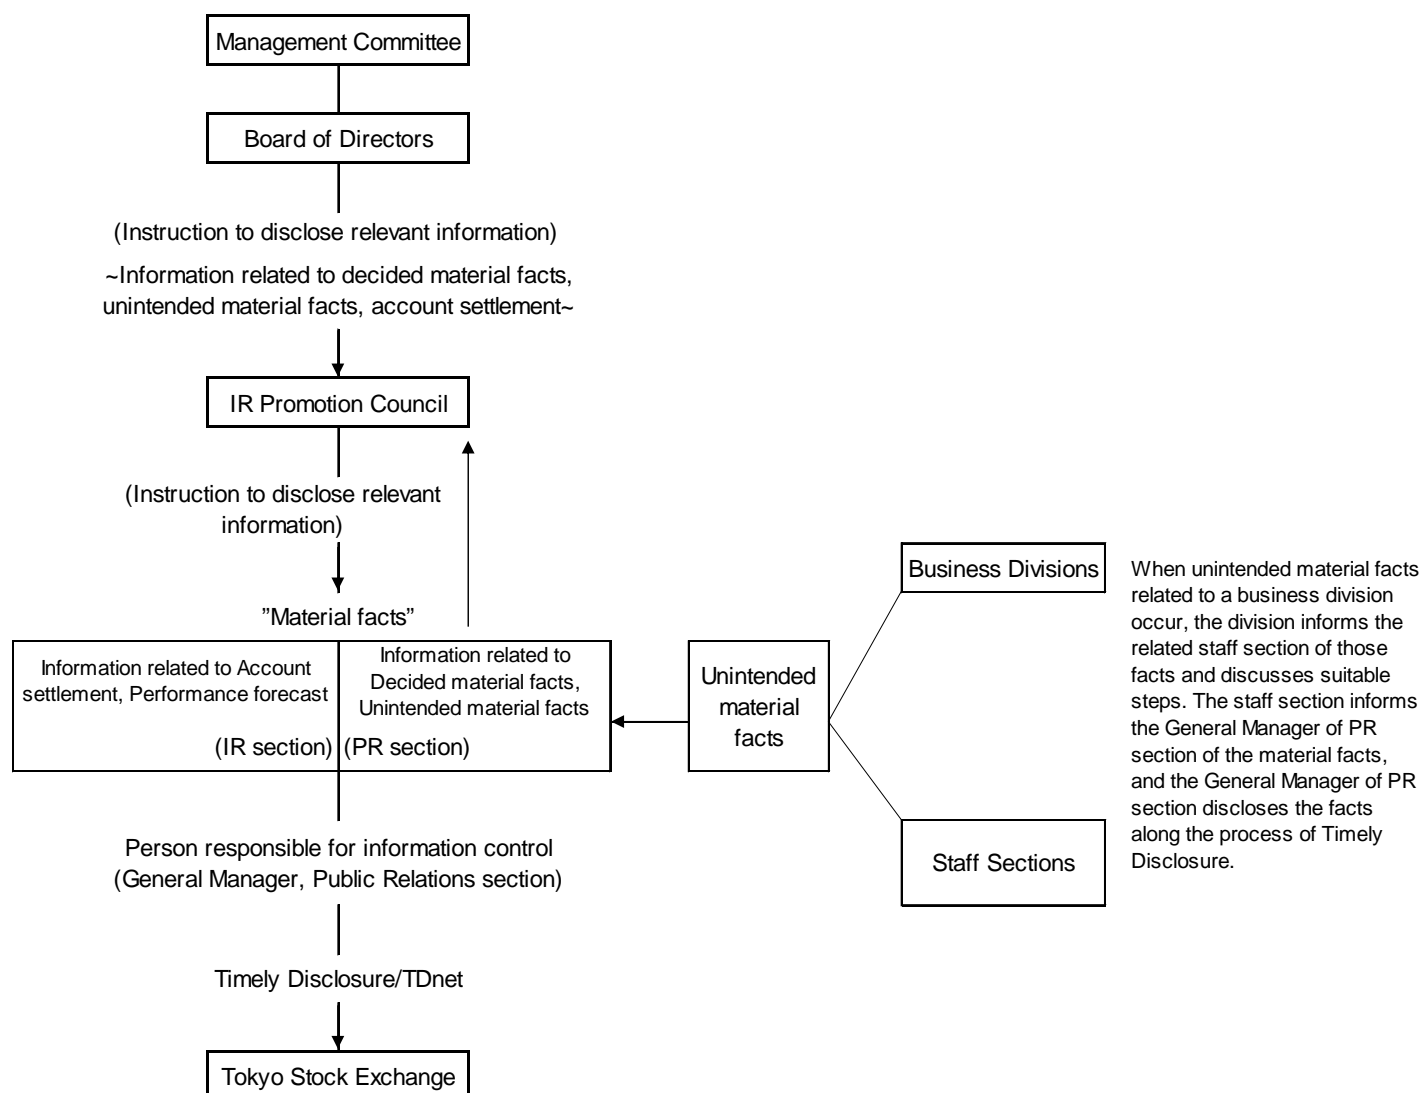 Management Committee
Board of Directors
(Instruction to disclose relevant information)
~Information related to decided material facts,
unintended material facts, account settlement~
IR Promotion Council
(Instruction to disclose relevant
information)
”Material facts”
Information related to Account
settlement, Performance forecast
(IR section)
Information related to
Decided material facts,
Unintended material facts
(PR section)
Unintended
material
facts
Business Divisions
Staff Sections
When unintended material facts
related to a business division
occur, the division informs the
related staff section of those
facts and discusses suitable
steps. The staff section informs
the General Manager of PR
section of the material facts,
and the General Manager of PR
section discloses the facts
along the process of Timely
Disclosure.
Person responsible for information control
(General Manager, Public Relations section)
Timely Disclosure/TDnet
Tokyo Stock Exchange